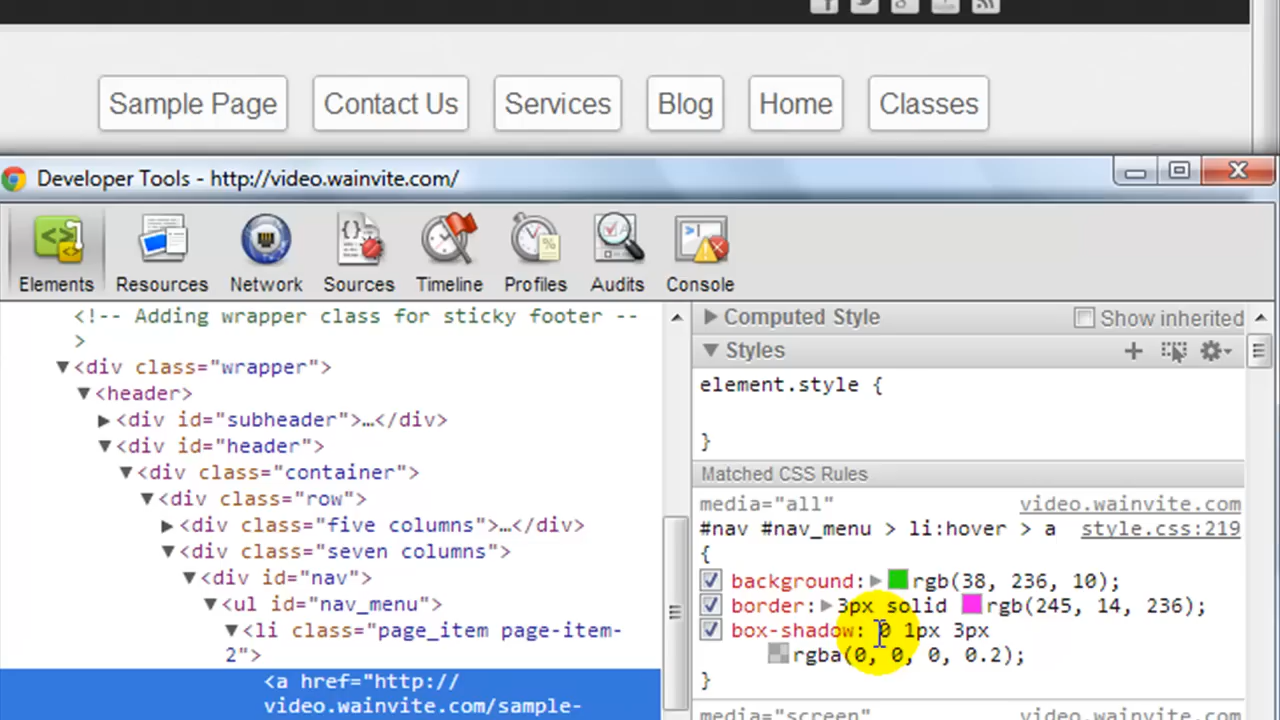 Sample Page Contact Us Services Blog Home Classes
Developer Tools - http://video.wainvite.com/
Elements Resources Network Sources Timeline Profiles Audits Console
<!-- Adding wrapper class for sticky footer --
>
<div class="wrapper">
<header>
<div id="subheader">…</div>
<div id="header">
<div class="container">
<div class="row">
<div class="five columns">…</div>
<div class="seven columns">
<div id="nav">
<ul id="nav_menu">
<li class="page_item page-item-
2">
<a href="http://
video.wainvite.com/sample-
Computed Style Show inherited
Styles
element.style {
}
Matched CSS Rules
media="all" video.wainvite.com
#nav #nav_menu > li:hover > a style.css:219
{
background: rgb(38, 236, 10);
border: 3px solid rgb(245, 14, 236);
box-shadow: 0 1px 3px
rgba(0, 0, 0, 0.2);
}
media="screen" video.wainvite.com